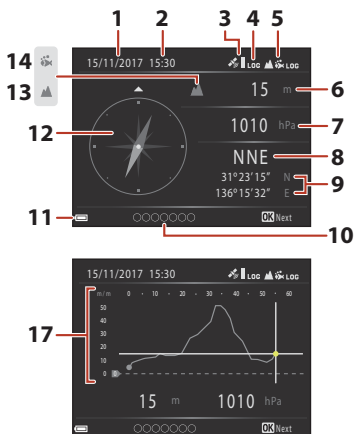 1 2 3 4 5
14 15/11/2017 15:30 LOG LOG
13 15 m 6
12 1010 hPa 7
NNE 8
31°23'15" N 9
136°15'32" E
11 OK Next
10
15/11/2017 15:30 LOG LOG
m/m 0 · 10 · 20 · 30 · 40 · 50 · 60
17
50
40
30
20
10
0 0
15 m 1010 hPa
OK Next